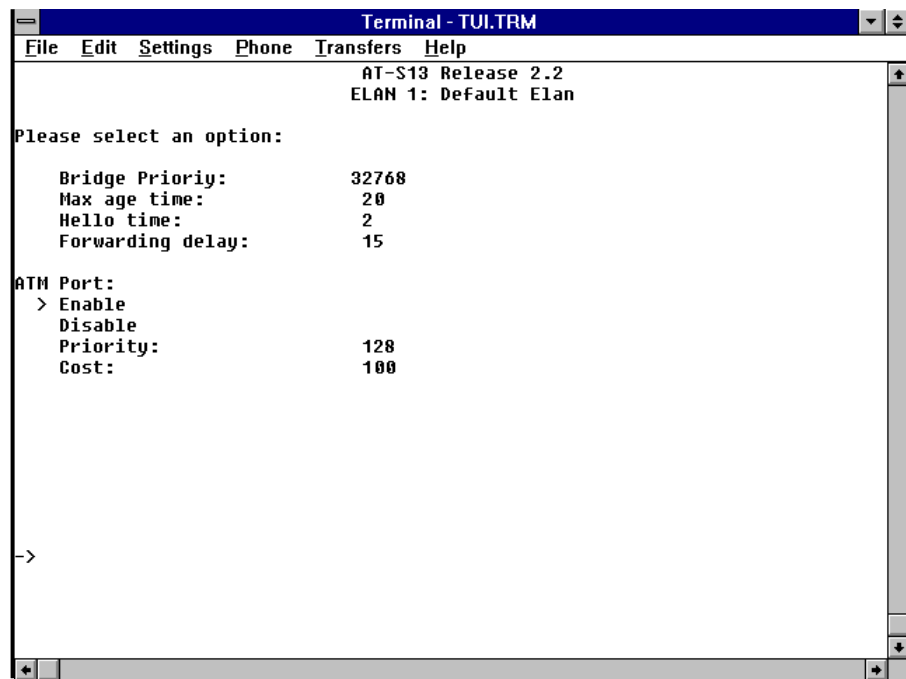 Terminal - TUI.TRM
File Edit Settings Phone Transfers Help
AT-S13 Release 2.2
ELAN 1: Default Elan
Please select an option:
Bridge Prioriy: 32768
Max age time: 20
Hello time: 2
Forwarding delay: 15
ATM Port:
> Enable
Disable
Priority: 128
Cost: 100
->